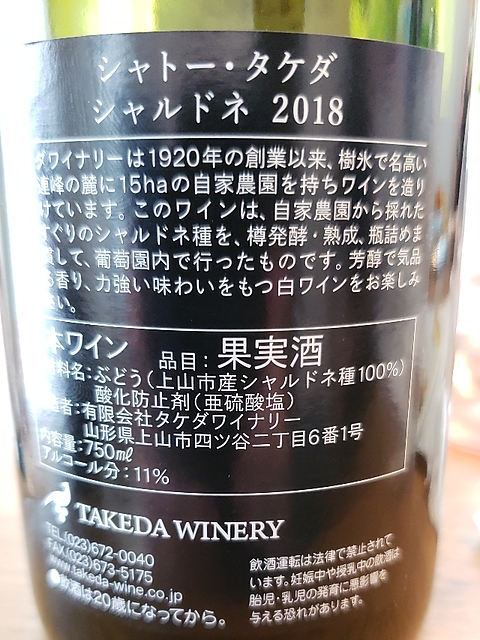 シャトー・タケダ
シャルドネ 2018
ダワイナリーは1920年の創業以来、樹氷で名高い
連峰の麓に15haの自家農園を持ちワインを造り
けています。このワインは、自家農園から採れた
すぐりのシャルドネ種を、樽発酵・熟成、瓶詰めま
貫して、葡萄園内で行ったものです。芳醇で気品
る香り、力強い味わいをもつ白ワインをお楽しみ
さい。
本ワイン 品目:果実酒
料名:ぶどう(上山市産シャルドネ種100%)
酸化防止剤(亜硫酸塩)
者:有限会社タケダワイナリー
山形県上山市四ツ谷二丁目6番1号
内容量:750ml
アルコール分:11%
TAKEDA WINERY
TEL(023)672-0040
FAX(023)673-5175
www.takeda-wine.co.jp
●飲酒は20歳になってから。
飲酒運転は法律で禁止されて
います。妊娠中や授乳中の飲酒は
胎児・乳児の発育に悪影響を
与える恐れがあります。